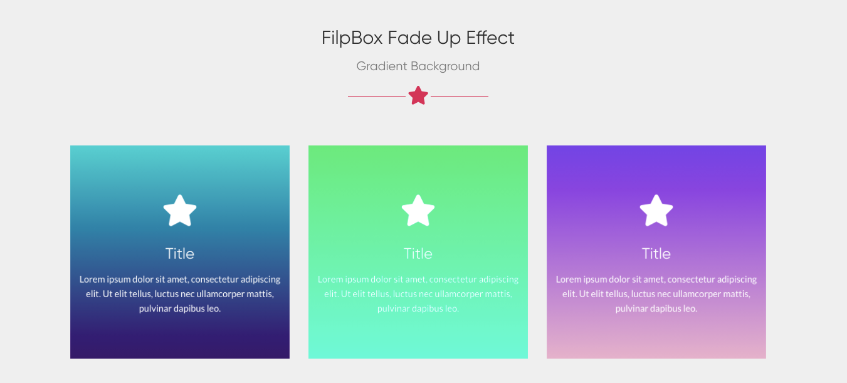 FilpBox Fade Up Effect
Gradient Background
Title
Lorem ipsum dolor sit amet, consectetur adipiscing
elit. Ut elit tellus, luctus nec ullamcorper mattis,
pulvinar dapibus leo.
Title
Lorem ipsum dolor sit amet, consectetur adipiscing
elit. Ut elit tellus, luctus nec ullamcorper mattis,
pulvinar dapibus leo.
Title
Lorem ipsum dolor sit amet, consectetur adipiscing
elit. Ut elit tellus, luctus nec ullamcorper mattis,
pulvinar dapibus leo.